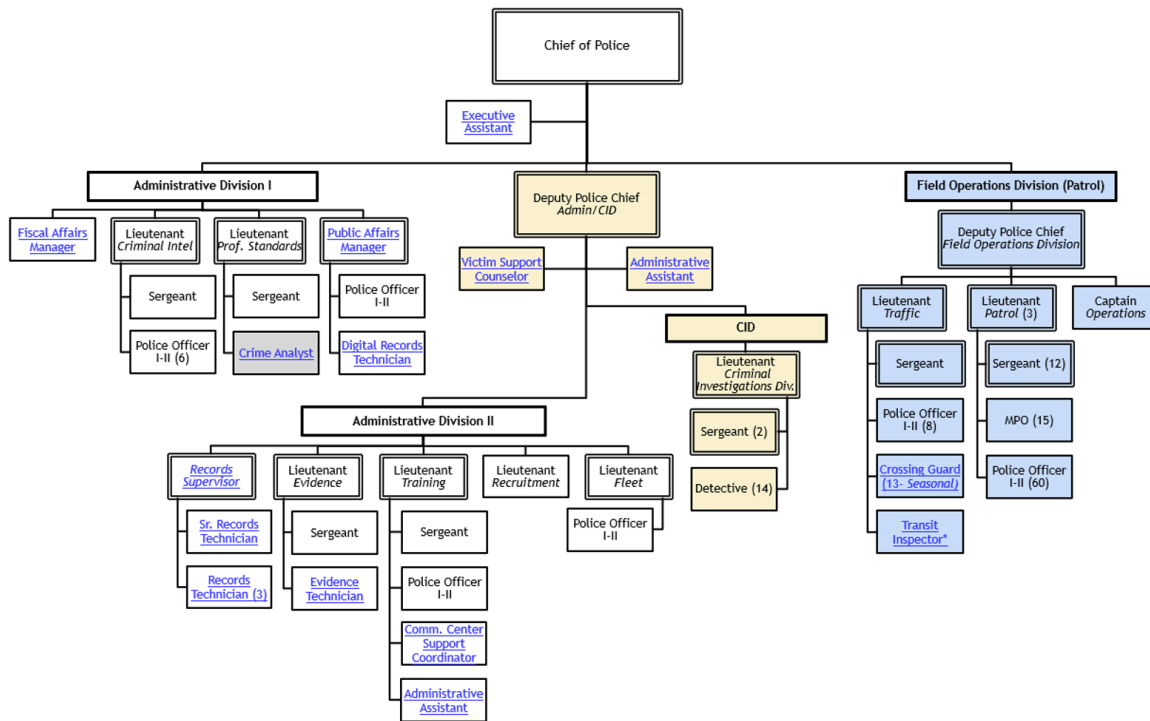 Chief of Police
Executive
Assistant
Administrative Division I
Fiscal Affairs
Manager
Lieutenant
Criminal Intel
Sergeant
Police Officer
I-II (6)
Lieutenant
Prof. Standards
Sergeant
Crime Analyst
Public Affairs
Manager
Police Officer
I-II
Digital Records
Technician
Deputy Police Chief
Admin/CID
Victim Support
Counselor
Administrative
Assistant
CID
Lieutenant
Criminal
Investigations Div.
Sergeant (2)
Detective (14)
Administrative Division II
Records
Supervisor
Sr. Records
Technician
Records
Technician (3)
Lieutenant
Evidence
Sergeant
Evidence
Technician
Lieutenant
Training
Sergeant
Police Officer
I-II
Comm. Center
Support
Coordinator
Administrative
Assistant
Lieutenant
Recruitment
Lieutenant
Fleet
Police Officer
I-II
Field Operations Division (Patrol)
Deputy Police Chief
Field Operations Division
Lieutenant
Traffic
Sergeant
Police Officer
I-II (8)
Crossing Guard
(13- Seasonal)
Transit
Inspector*
Lieutenant
Patrol (3)
Sergeant (12)
MPO (15)
Police Officer
I-II (60)
Captain
Operations